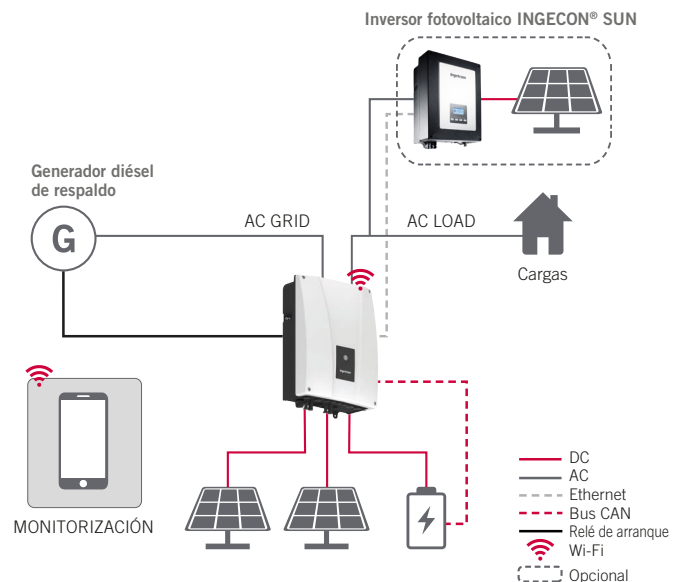 Inversor fotovoltaico INGECON® SUN
Generador diésel
de respaldo
G
AC GRID
AC LOAD
Cargas
MONITORIZACIÓN
DC
AC
Ethernet
Bus CAN
Relé de arranque
Wi-Fi
Opcional